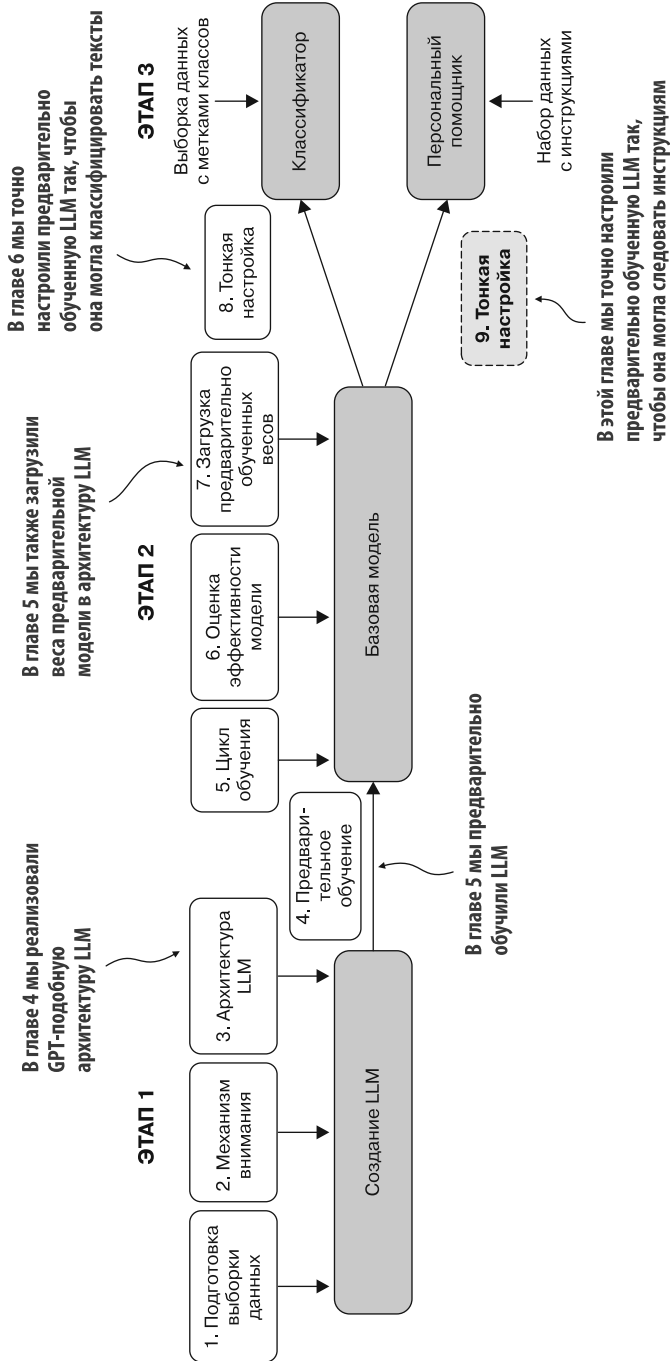 В главе 4 мы реализовали
GPT-подобную
архитектуру LLM
В главе 5 мы также загрузили
веса предварительной
модели в архитектуру LLM
В главе 6 мы точно
настроили предварительно
обученную LLM так, чтобы
она могла классифицировать тексты
ЭТАП 1
ЭТАП 2
ЭТАП 3
1. Подготовка
выборки
данных
2. Механизм
внимания
3. Архитектура
LLM
4. Предвари-
тельное
обучение
5. Цикл
обучения
6. Оценка
эффективности
модели
7. Загрузка
предварительно
обученных
весов
8. Тонкая
настройка
Выборка данных
с метками классов
Создание LLM
Базовая модель
Классификатор
Персональный
помощник
9. Тонкая
настройка
Набор данных
с инструкциями
В главе 5 мы предварительно
обучили LLM
В этой главе мы точно настроили
предварительно обученную LLM так,
чтобы она могла следовать инструкциям